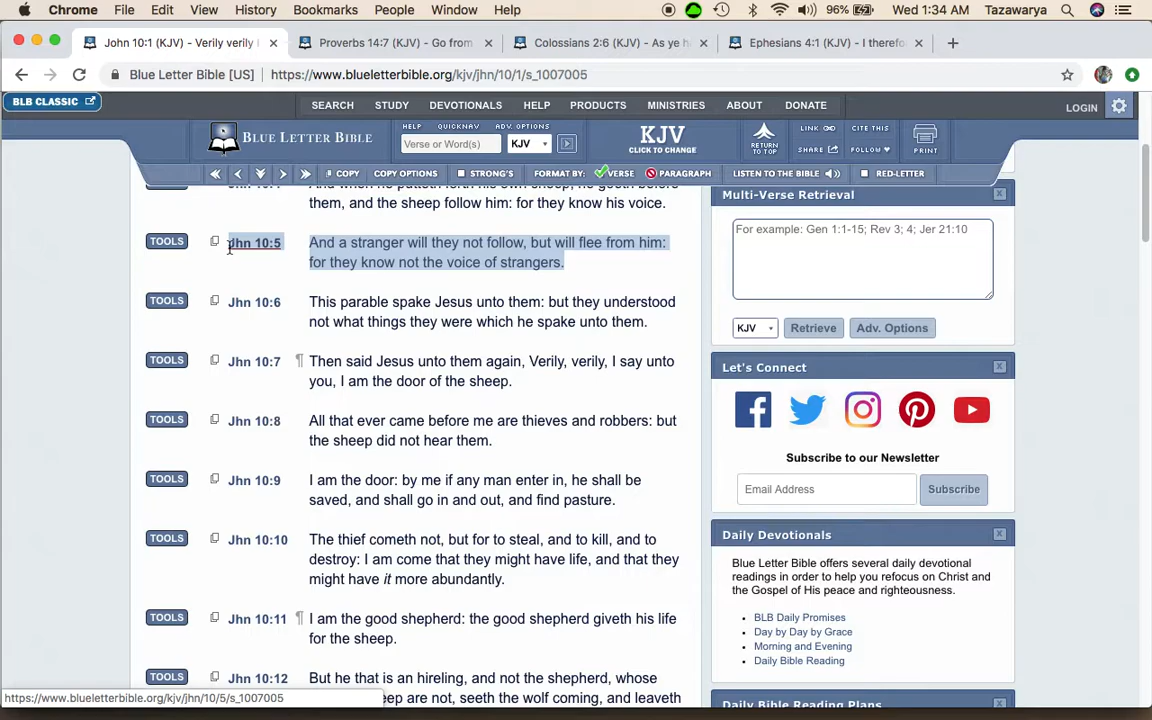 Chrome File Edit View History Bookmarks People Window Help 96% Wed 1:34 AM Tazawarya
John 10:1 (KJV) - Verily verily I Proverbs 14:7 (KJV) - Go from Colossians 2:6 (KJV) - As ye h Ephesians 4:1 (KJV) - I therefo
Blue Letter Bible [US] https://www.blueletterbible.org/kjv/jhn/10/1/s_1007005
BLB CLASSIC SEARCH STUDY DEVOTIONALS HELP PRODUCTS MINISTRIES ABOUT DONATE LOGIN
BLUE LETTER BIBLE
HELP QUICKNAV ADV. OPTIONS
Verse or Word(s) KJV
KJV
CLICK TO CHANGE
RETURN
TO TOP
LINK CITE THIS
SHARE FOLLOW
PRINT
COPY COPY OPTIONS STRONG'S FORMAT BY: VERSE PARAGRAPH LISTEN TO THE BIBLE RED-LETTER
them, and the sheep follow him: for they know his voice.
TOOLS Jhn 10:5 And a stranger will they not follow, but will flee from him:
for they know not the voice of strangers.
TOOLS Jhn 10:6 This parable spake Jesus unto them: but they understood
not what things they were which he spake unto them.
TOOLS Jhn 10:7 ¶ Then said Jesus unto them again, Verily, verily, I say unto
you, I am the door of the sheep.
TOOLS Jhn 10:8 All that ever came before me are thieves and robbers: but
the sheep did not hear them.
TOOLS Jhn 10:9 I am the door: by me if any man enter in, he shall be
saved, and shall go in and out, and find pasture.
TOOLS Jhn 10:10 The thief cometh not, but for to steal, and to kill, and to
destroy: I am come that they might have life, and that they
might have it more abundantly.
TOOLS Jhn 10:11 ¶ I am the good shepherd: the good shepherd giveth his life
for the sheep.
TOOLS Jhn 10:12 But he that is an hireling, and not the shepherd, whose
are not, seeth the wolf coming, and leaveth
https://www.blueletterbible.org/kjv/jhn/10/5/s_1007005
Multi-Verse Retrieval
For example: Gen 1:1-15; Rev 3; 4; Jer 21:10
KJV Retrieve Adv. Options
Let's Connect
Subscribe to our Newsletter
Email Address Subscribe
Daily Devotionals
Blue Letter Bible offers several daily devotional
readings in order to help you refocus on Christ and
the Gospel of His peace and righteousness.
• BLB Daily Promises
• Day by Day by Grace
• Morning and Evening
• Daily Bible Reading
Daily Bible Reading Plans